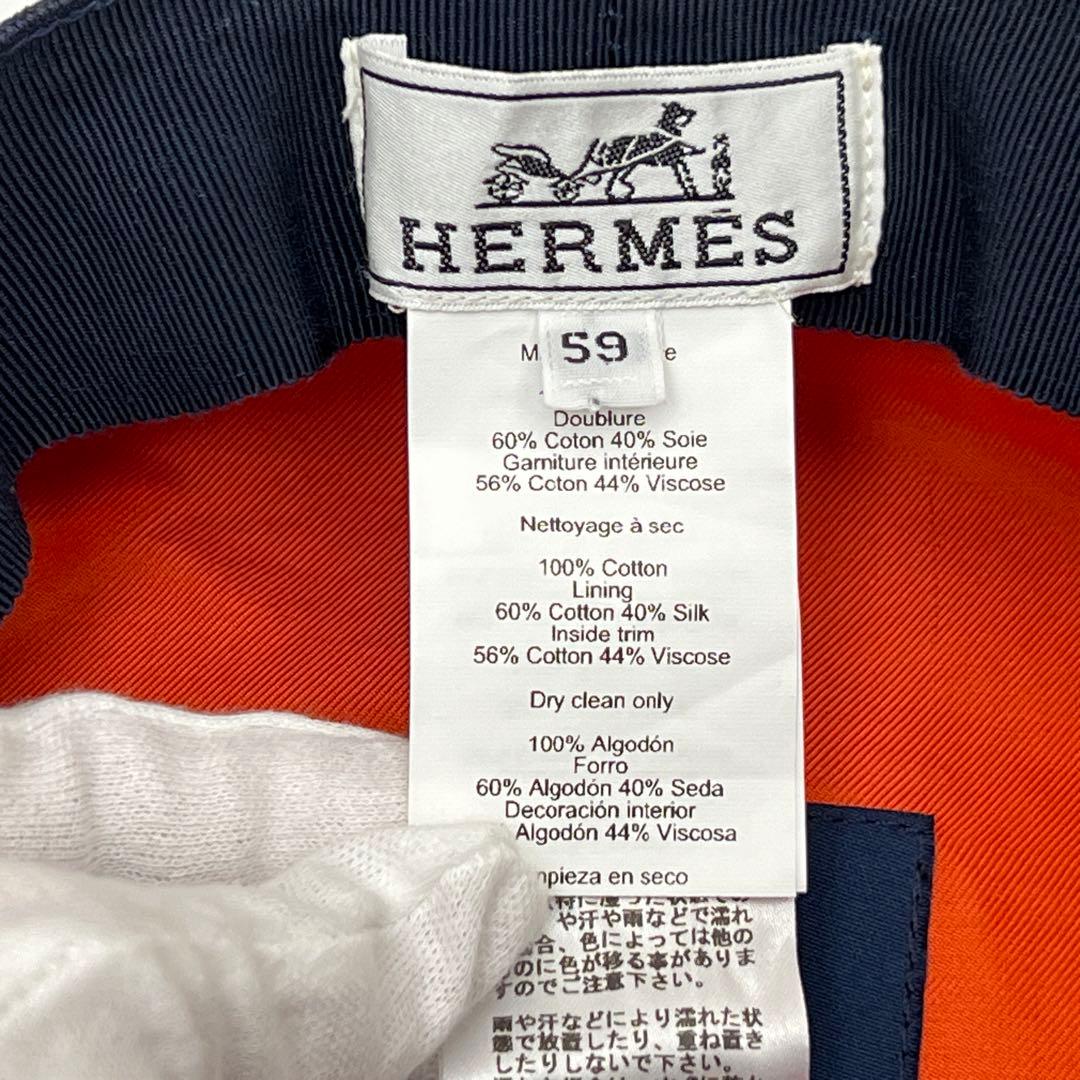 HERMÈS
59
Doublure
60% Coton 40% Soie
Garniture intérieure
56% Coton 44% Viscose
Nettoyage à sec
100% Cotton
Lining
60% Cotton 40% Silk
Inside trim
56% Cotton 44% Viscose
Dry clean only
100% Algodón
Forro
60% Algodón 40% Seda
Decoración interior
Algodón 44% Viscosa
en seco
や汗や雨などで濡れ
合、色によっては他の
のに色が移る事がありま
すのでご注意下さい。
雨や汗などにより濡れた状
態で放置したり、重ね置き
したりしないで下さい。